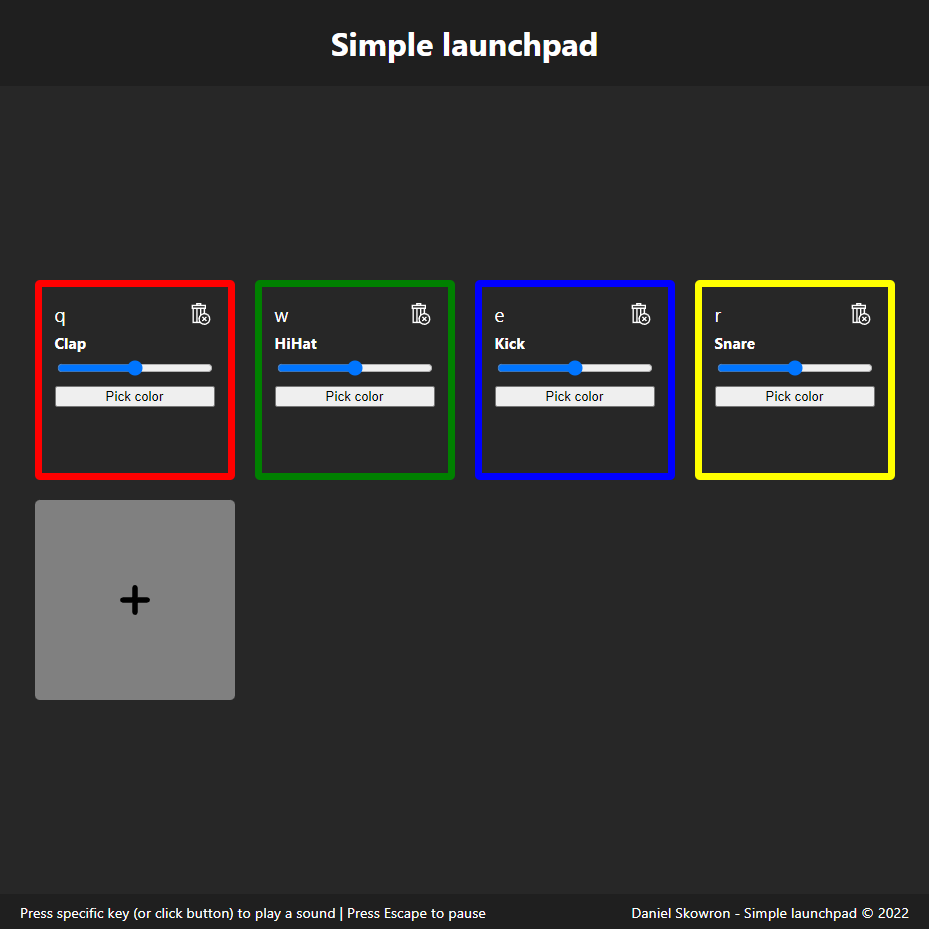 Simple launchpad
q
Clap
Pick color
w
HiHat
Pick color
e
Kick
Pick color
r
Snare
Pick color
Press specific key (or click button) to play a sound | Press Escape to pause
Daniel Skowron - Simple launchpad © 2022